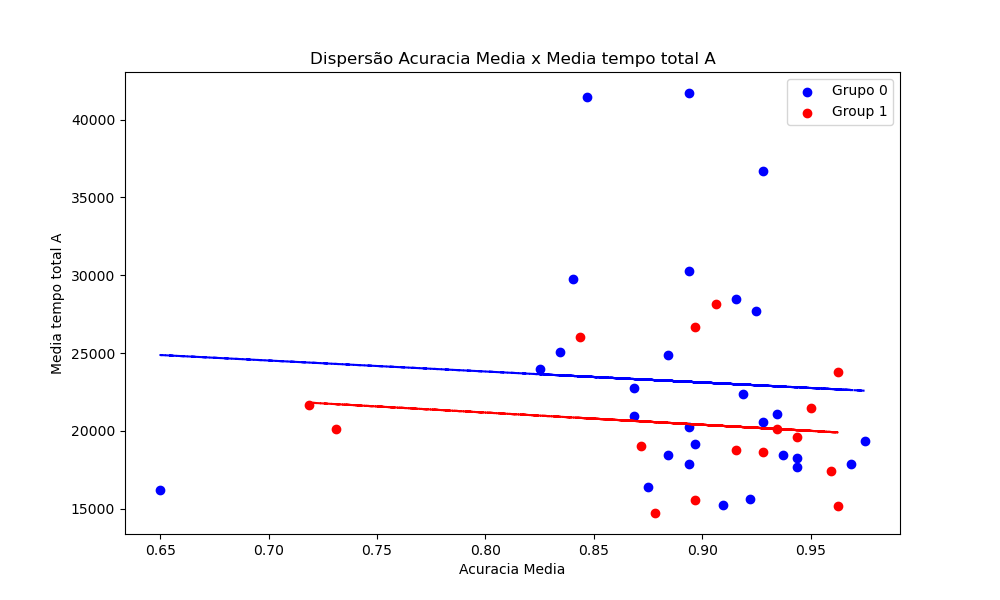 Dispersão Acuracia Media x Media tempo total A
Grupo 0
Group 1
Media tempo total A
40000
35000
30000
25000
20000
15000
0.65 0.70 0.75 0.80 0.85 0.90 0.95
Acuracia Media